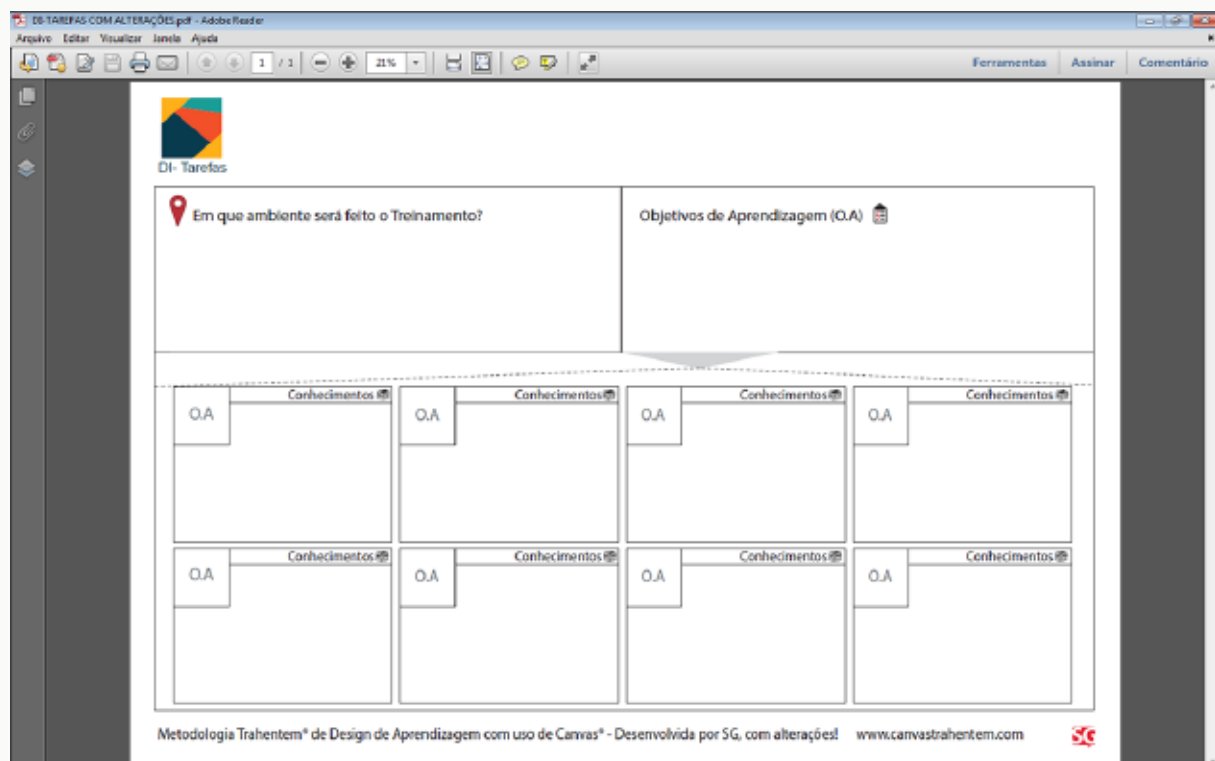 DI-TAREFAS COM ALTERAÇÕES.pdf - Adobe Reader
Arquivo Editar Visualizar Janela Ajuda
1 / 1 21% Ferramentas Assinar Comentário
DI- Tarefas
Em que ambiente será feito o Treinamento? Objetivos de Aprendizagem (O.A)
Conhecimentos Conhecimentos Conhecimentos Conhecimentos
O.A O.A O.A O.A
Conhecimentos Conhecimentos Conhecimentos Conhecimentos
O.A O.A O.A O.A
Metodologia Trahentem® de Design de Aprendizagem com uso de Canvas® - Desenvolvida por SG, com alterações! www.canvastrahentem.com SG